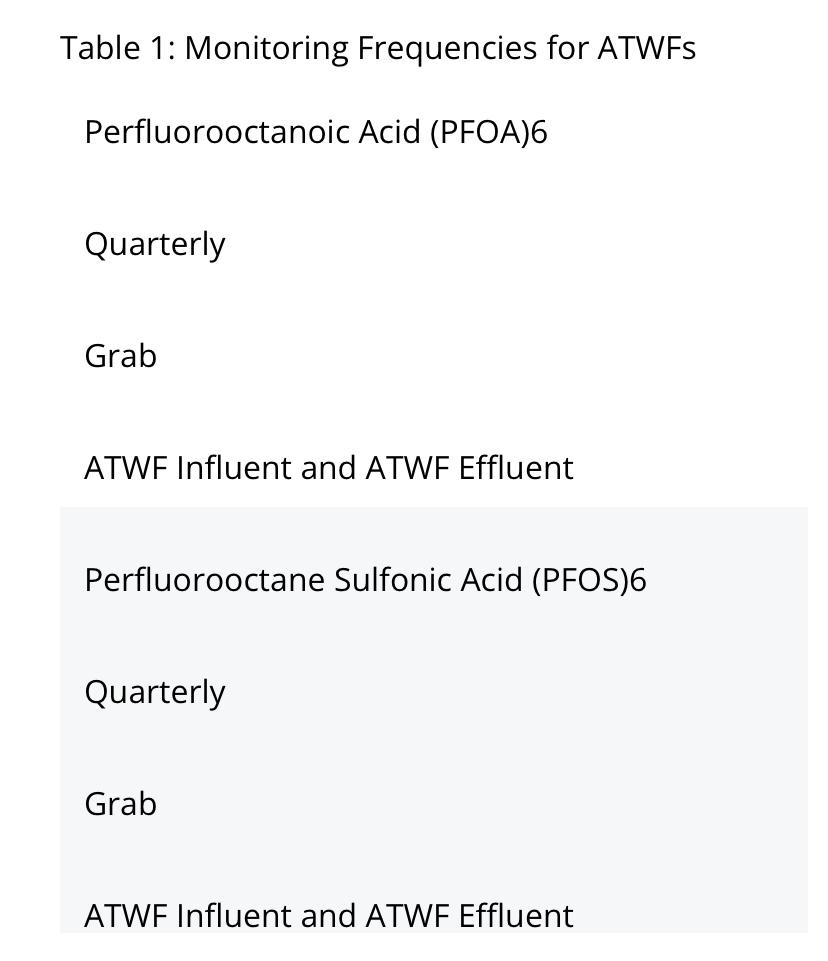 Table 1: Monitoring Frequencies for ATWFs
Perfluorooctanoic Acid (PFOA)6
Quarterly
Grab
ATWF Influent and ATWF Effluent
Perfluorooctane Sulfonic Acid (PFOS)6
Quarterly
Grab
ATWF Influent and ATWF Effluent